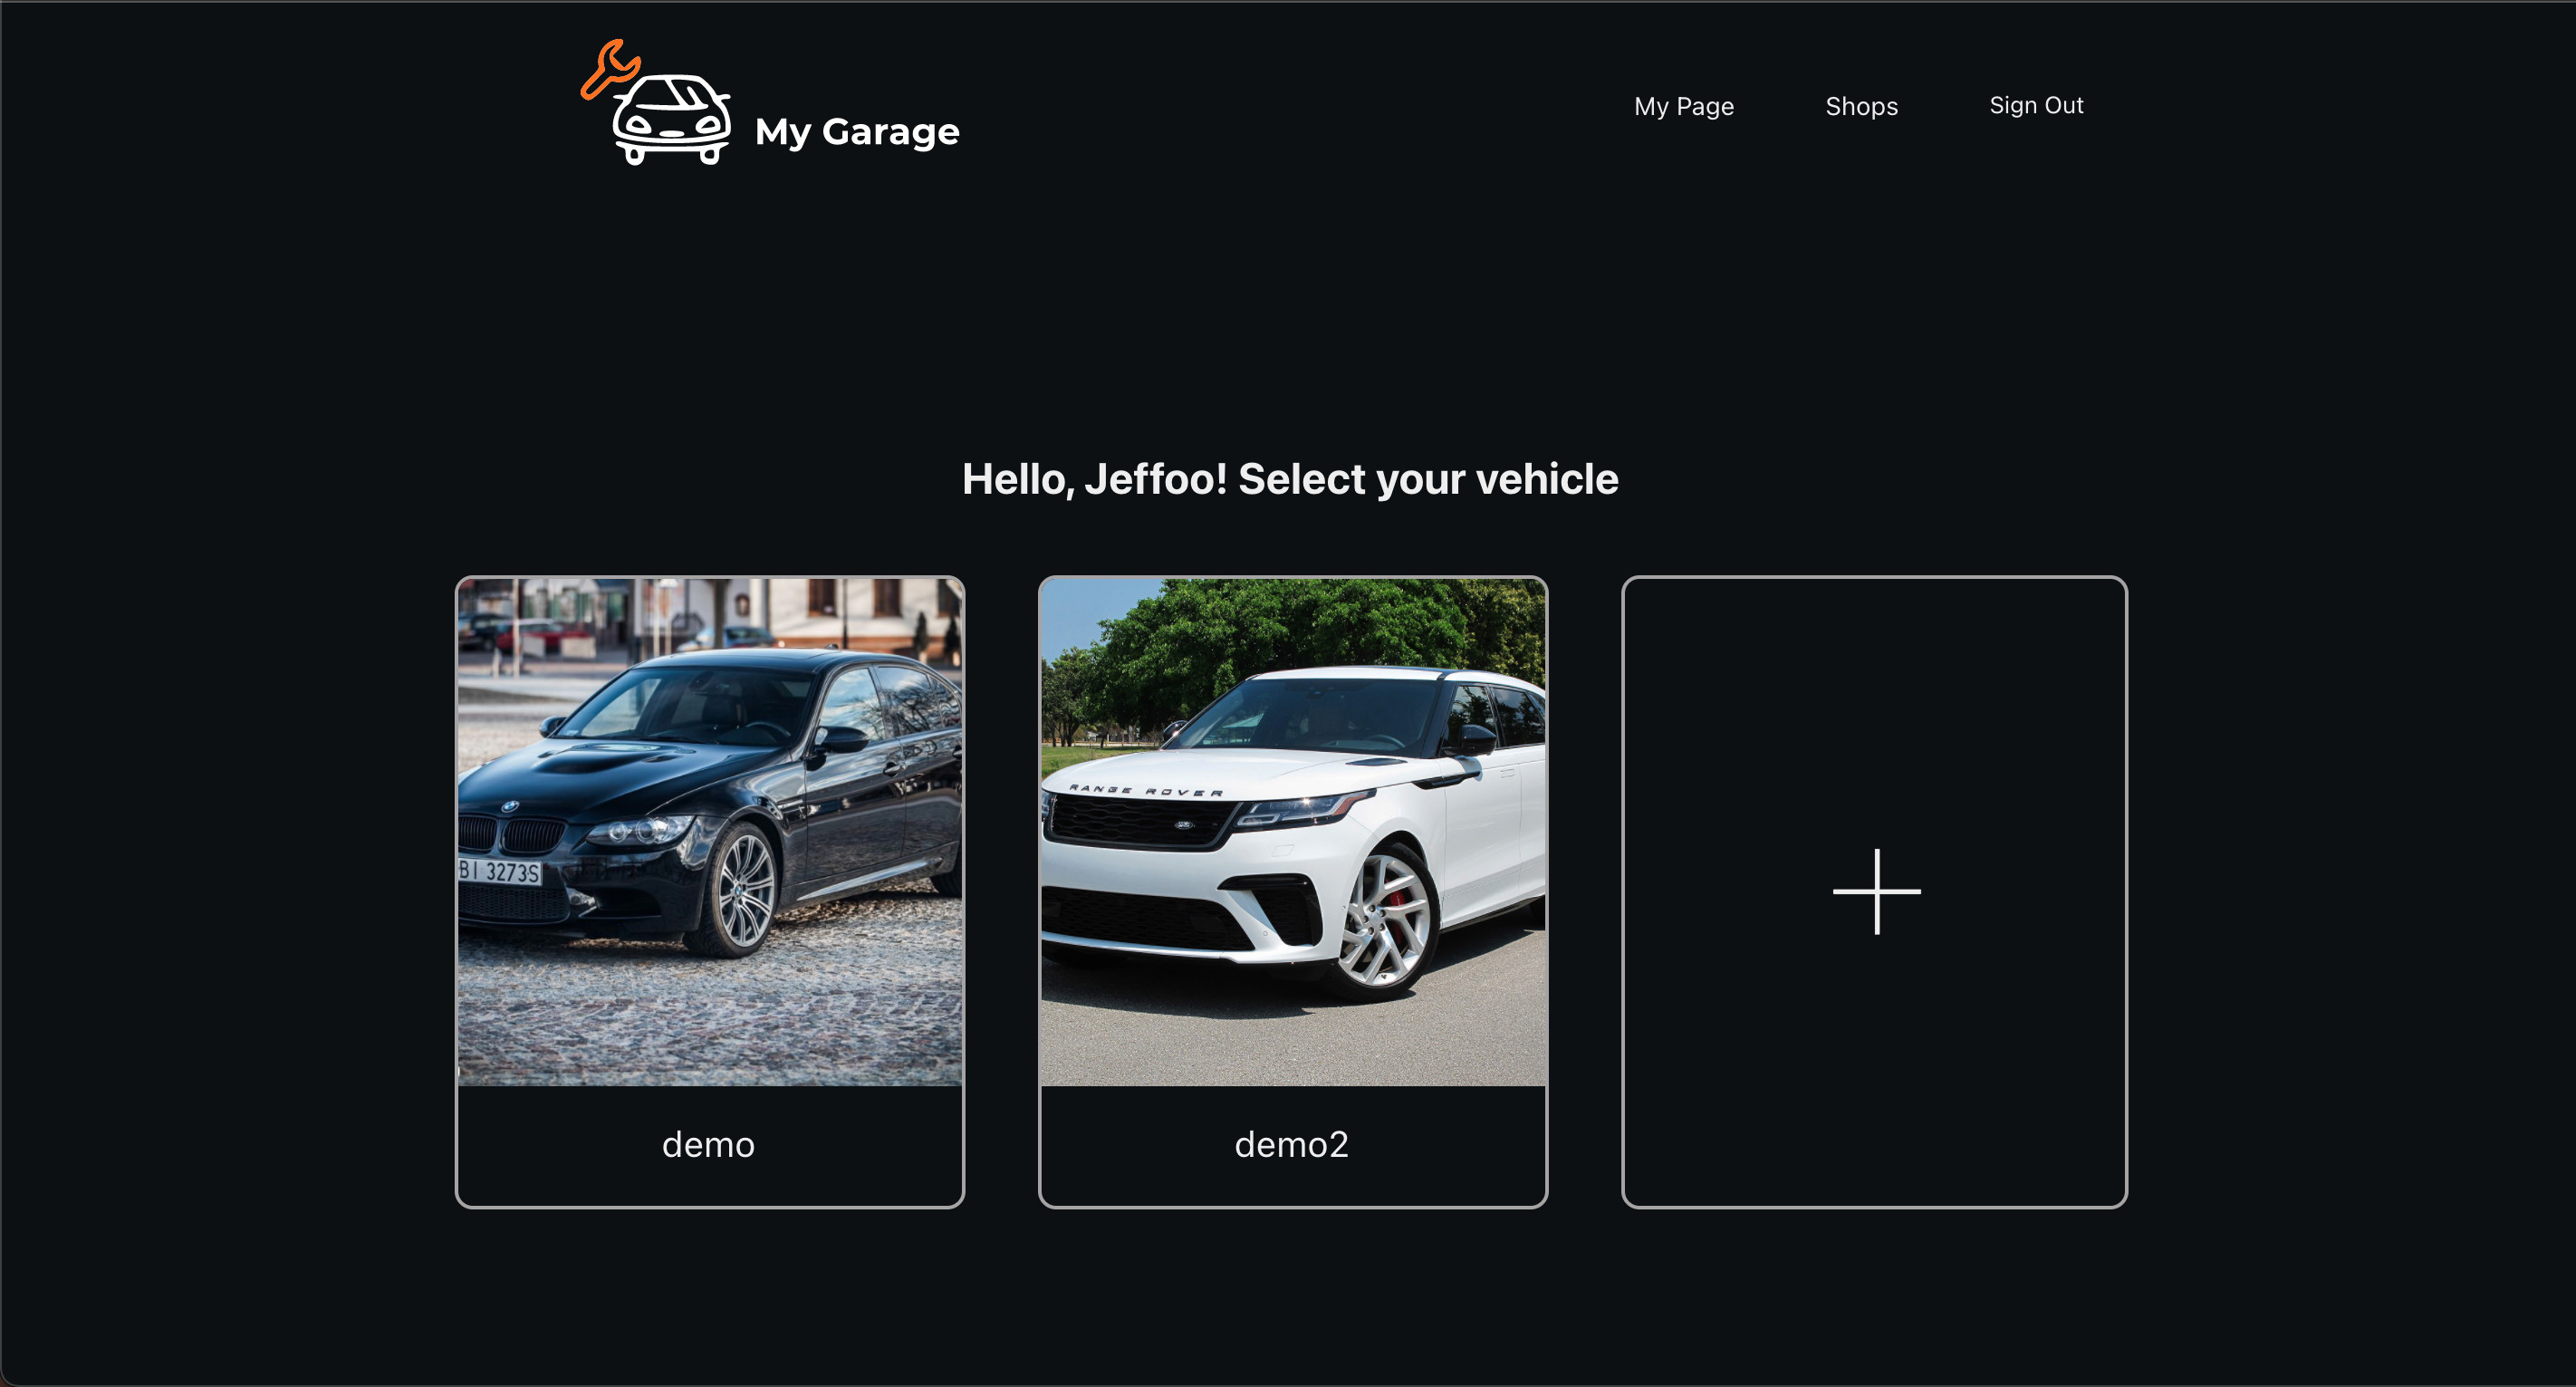 My Garage
My Page
Shops
Sign Out
Hello, Jeffoo! Select your vehicle
BI 3273S
RANGE ROVER
demo
demo2